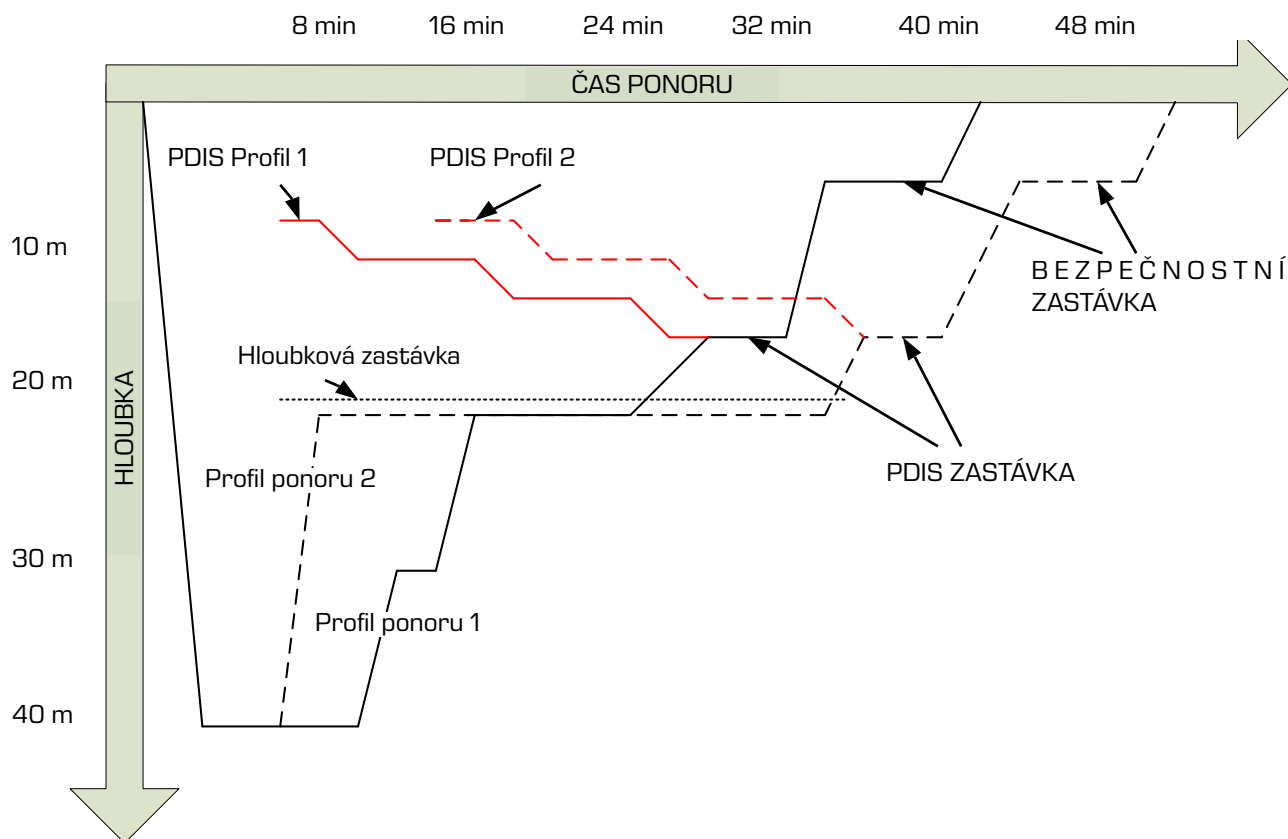 8 min 16 min 24 min 32 min 40 min 48 min
ČAS PONORU
PDIS Profil 1 PDIS Profil 2
10 m
BEZPEČNOSTNÍ
ZASTÁVKA
Hloubková zastávka
20 m
HLOUBKA
PDIS ZASTÁVKA
Profil ponoru 2
30 m
Profil ponoru 1
40 m